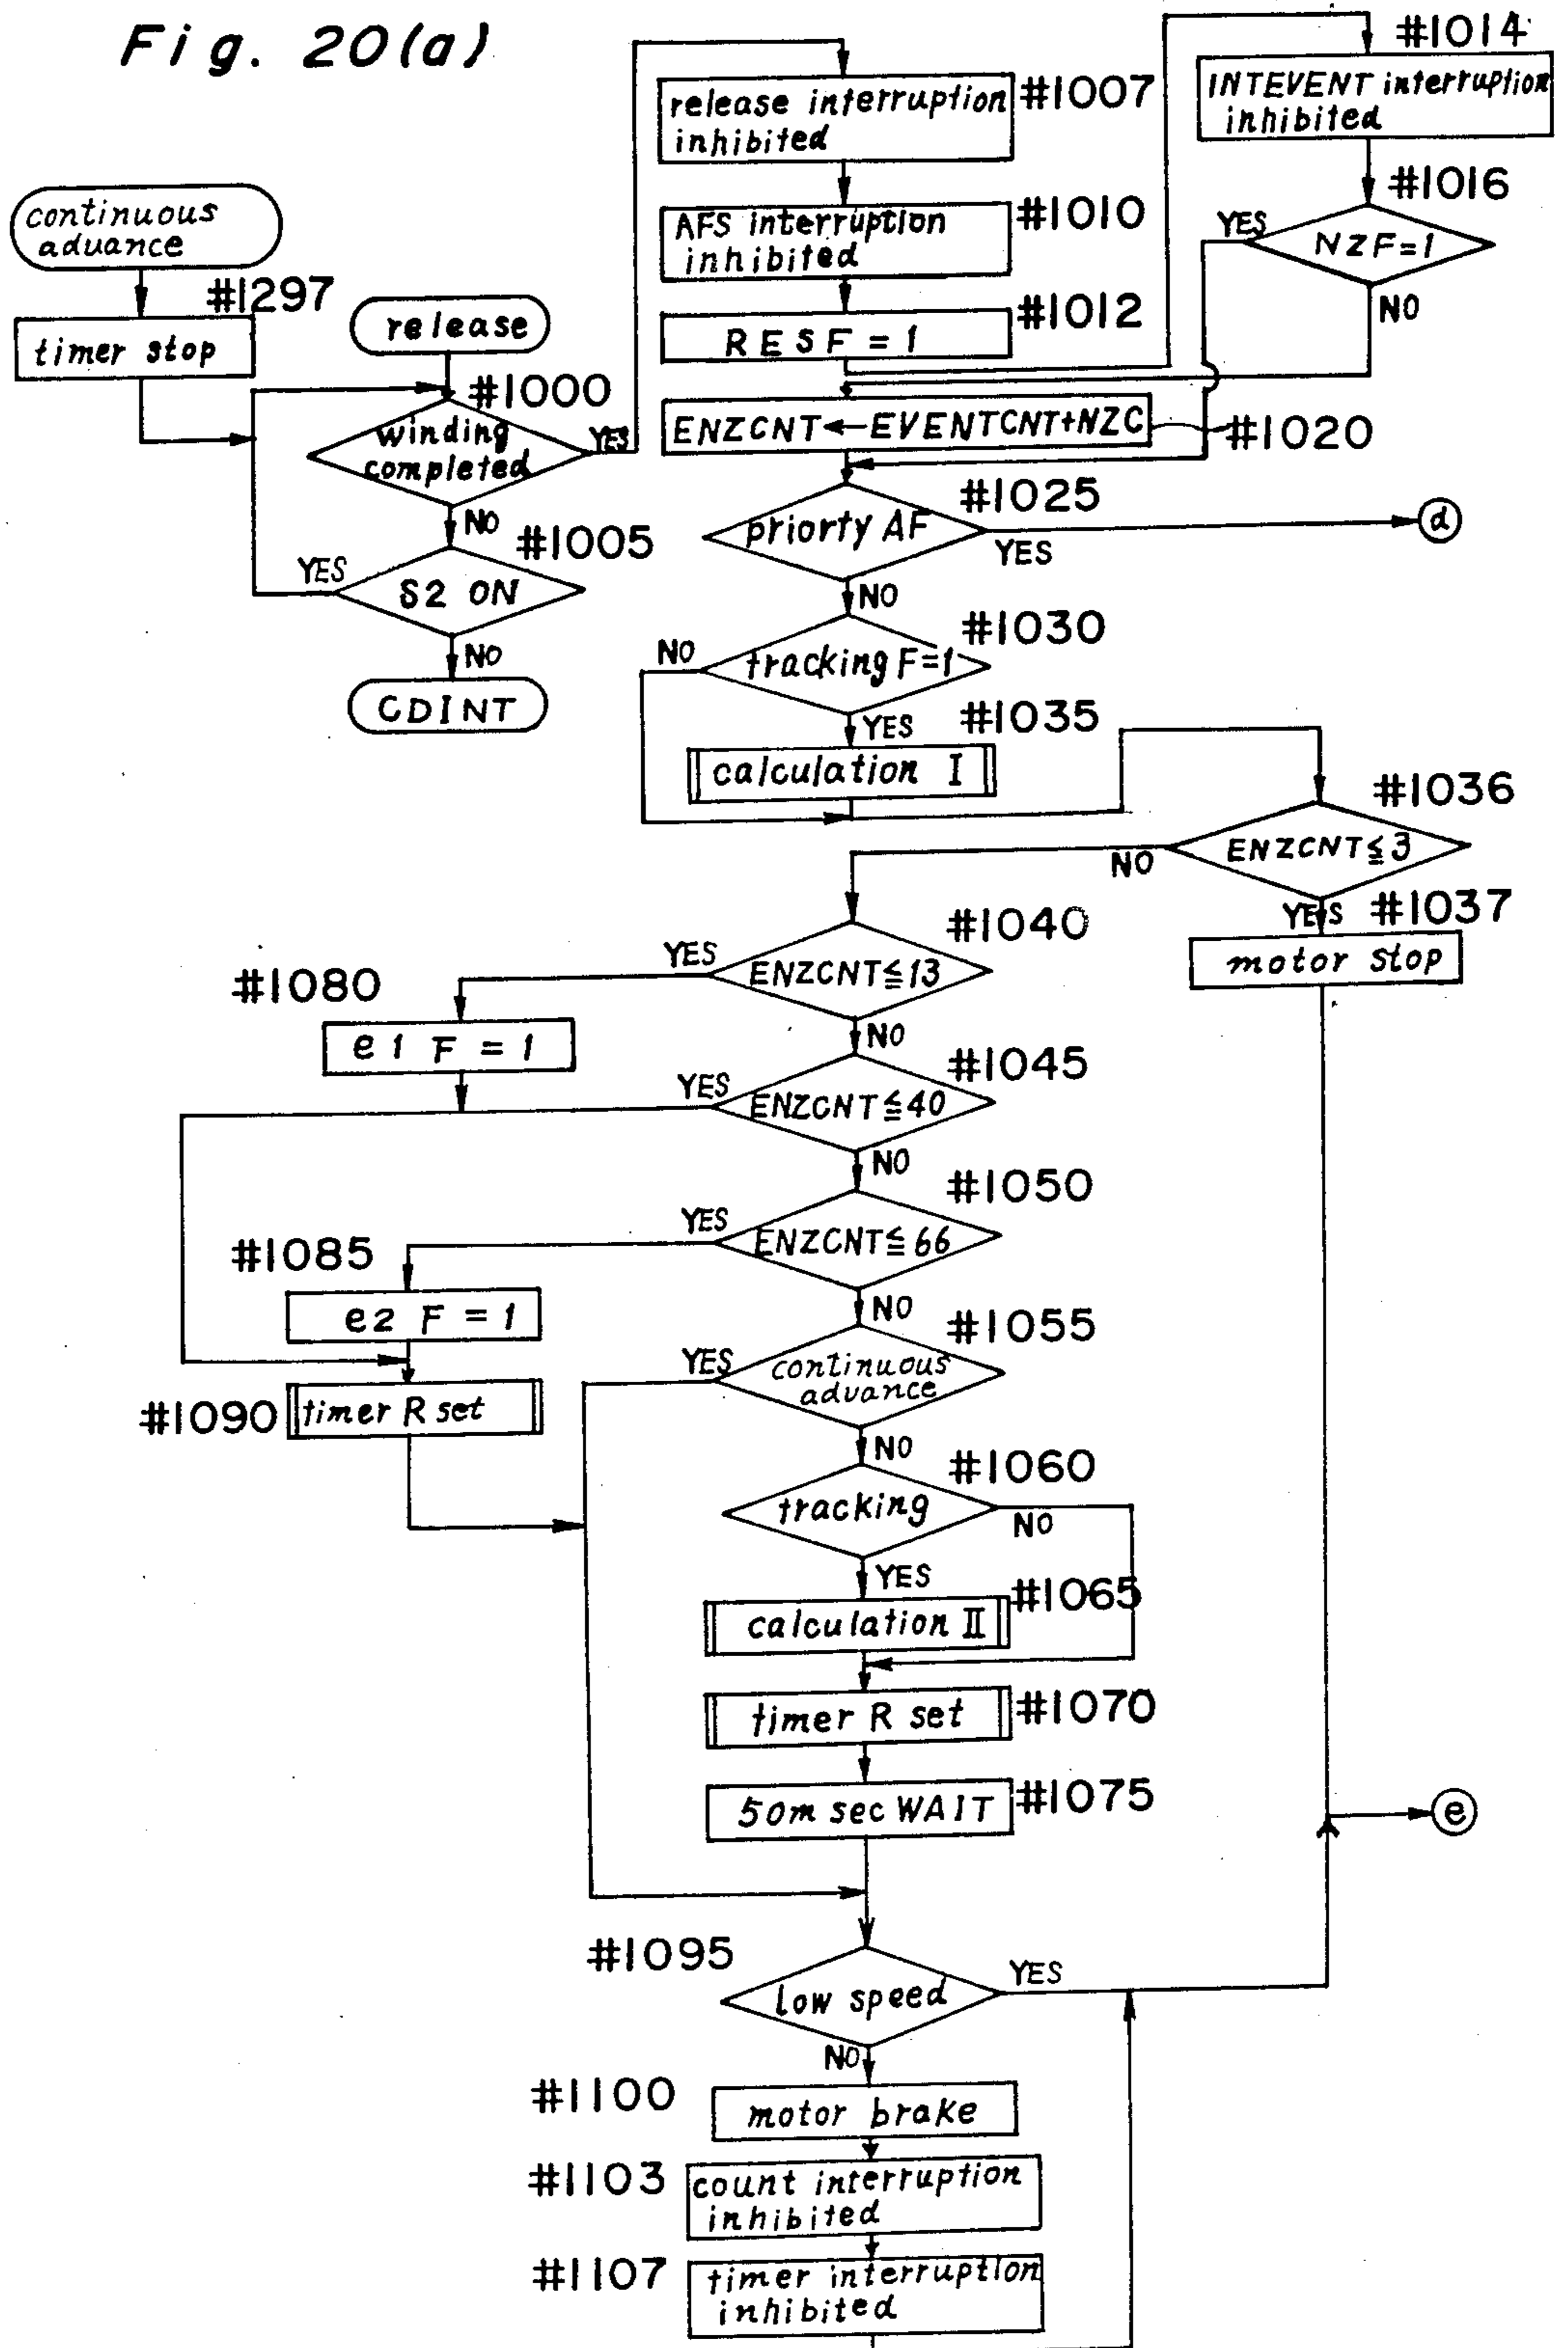 Fig. 20(a)
continuous
aduance
#1297
timer stop
release
#1000
winding
completed
YES
NO
#1005
YES
S2 ON
NO
CDINT
release interruption
inhibited
#1007
AFS interruption
inhibited
#1010
RESF = 1
#1012
#1014
INTEVENT interruption
inhibited
#1016
YES
NZF=1
NO
ENZCNT←EVENTCNT+NZC
#1020
#1025
priorty AF
YES
d
NO
#1030
NO
tracking F=1
YES
#1035
calculation I
#1036
ENZCNT≦3
NO
YES
#1037
motor stop
#1040
YES
ENZCNT≦13
#1080
NO
e1 F = 1
#1045
YES
ENZCNT≦40
NO
#1050
YES
ENZCNT≦66
#1085
NO
e2 F = 1
#1055
YES
continuous
advance
#1090
timer R set
NO
#1060
tracking
NO
YES
#1065
calculation II
timer R set
#1070
50m sec WAIT
#1075
e
#1095
low speed
YES
NO
#1100
motor brake
#1103
count interruption
inhibited
#1107
timer interruption
inhibited